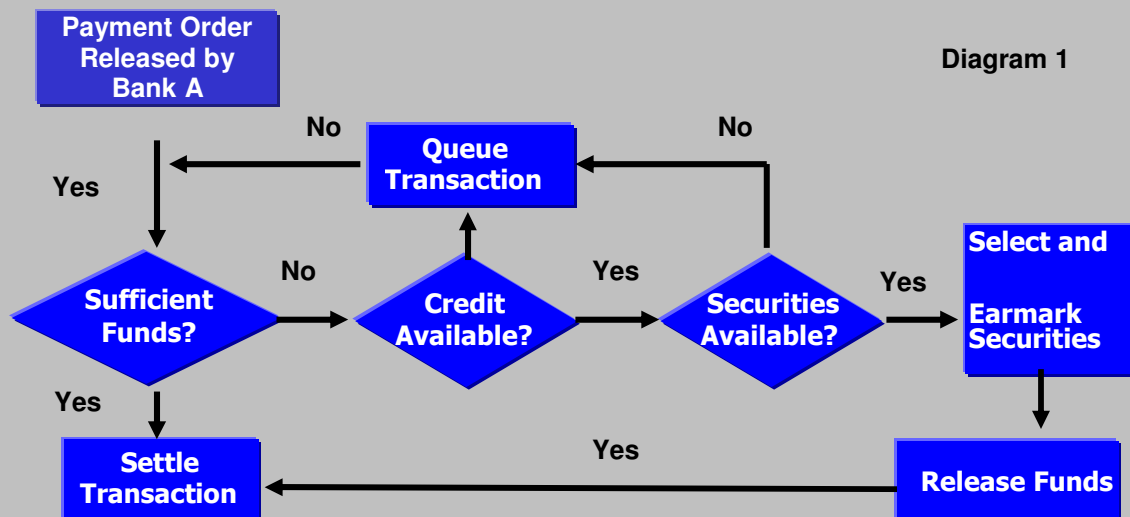 Payment Order
Released by
Bank A
Diagram 1
No
No
Queue
Transaction
Yes
Select and
No
Yes
Yes
Sufficient
Funds?
Credit
Available?
Securities
Available?
Earmark
Securities
Yes
Yes
Settle
Transaction
Release Funds